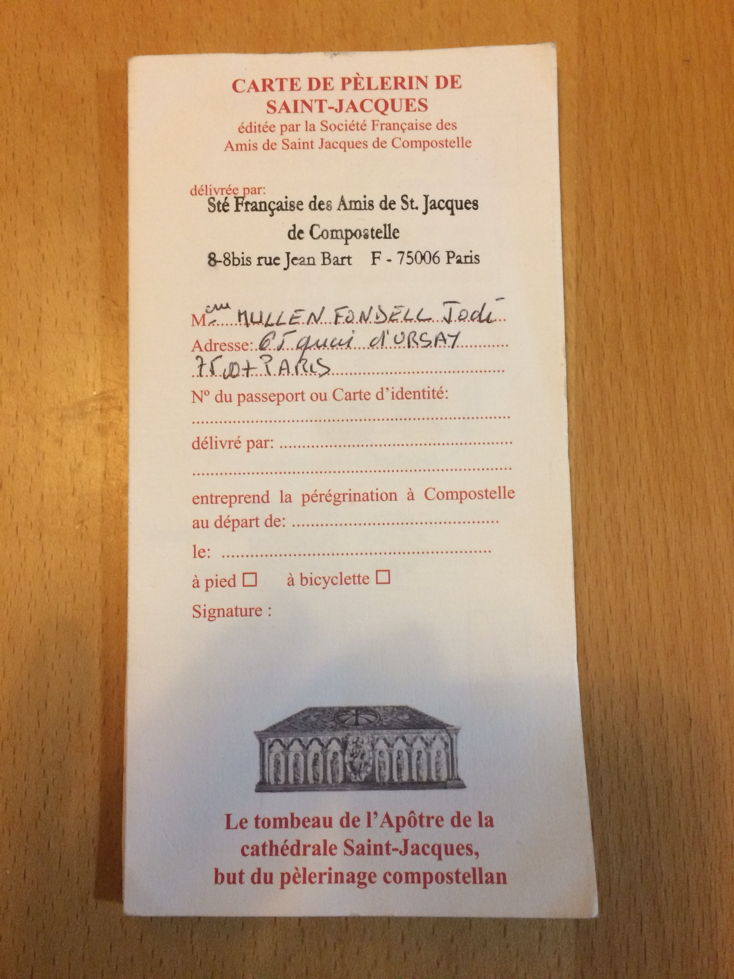 CARTE DE PÈLERIN DE
SAINT-JACQUES
éditée par la Société Française des
Amis de Saint Jacques de Compostelle
délivrée par:
Sté Française des Amis de St. Jacques
de Compostelle
8-8bis rue Jean Bart F - 75006 Paris
Mme MULLEN FONDELL Jodi
Adresse: 65 quai d'ORSAY
75007 PARIS
Nº du passeport ou Carte d'identité:
délivré par:
entreprend la pérégrination à Compostelle
au départ de:
le:
à pied □ à bicyclette □
Signature :
Le tombeau de l'Apôtre de la
cathédrale Saint-Jacques,
but du pèlerinage compostellan